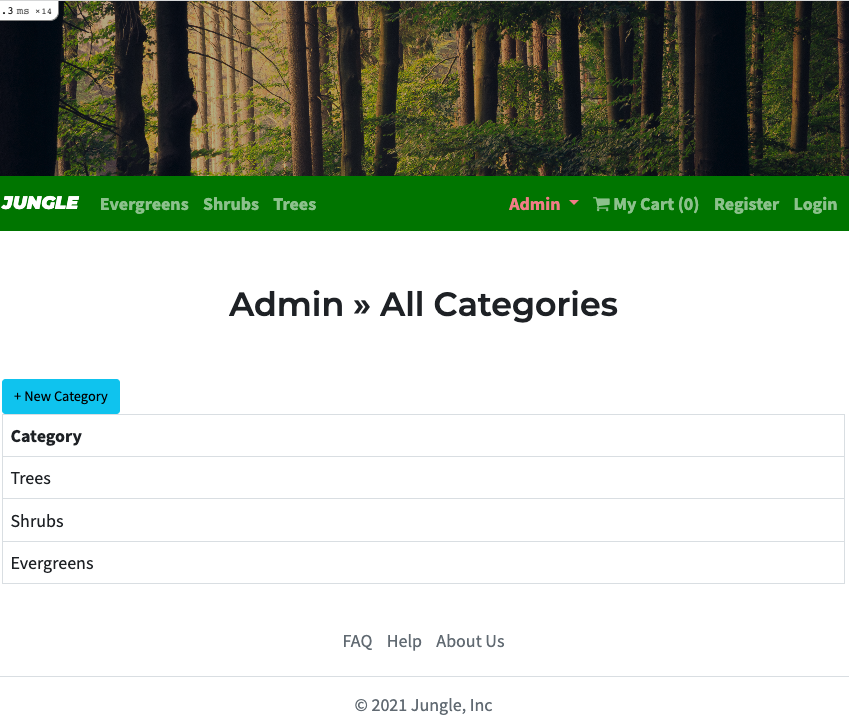 .3 ms ×14
JUNGLE Evergreens Shrubs Trees Admin My Cart (0) Register Login
Admin » All Categories
+ New Category
Category
Trees
Shrubs
Evergreens
FAQ Help About Us
© 2021 Jungle, Inc